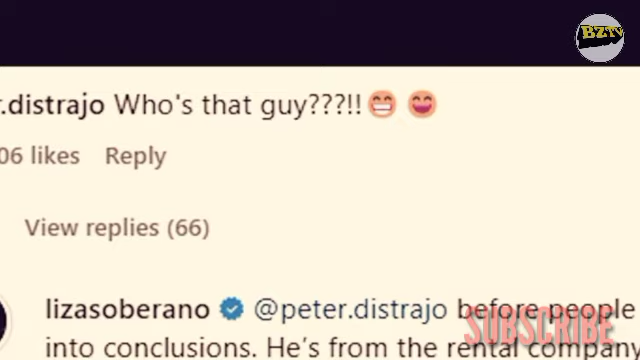 BZTV
r.distrajo Who's that guy???!!😁😆
06 likes Reply
View replies (66)
lizasoberano @peter.distrajo before people
into conclusions. He's from the rental company
SUBSCRIBE